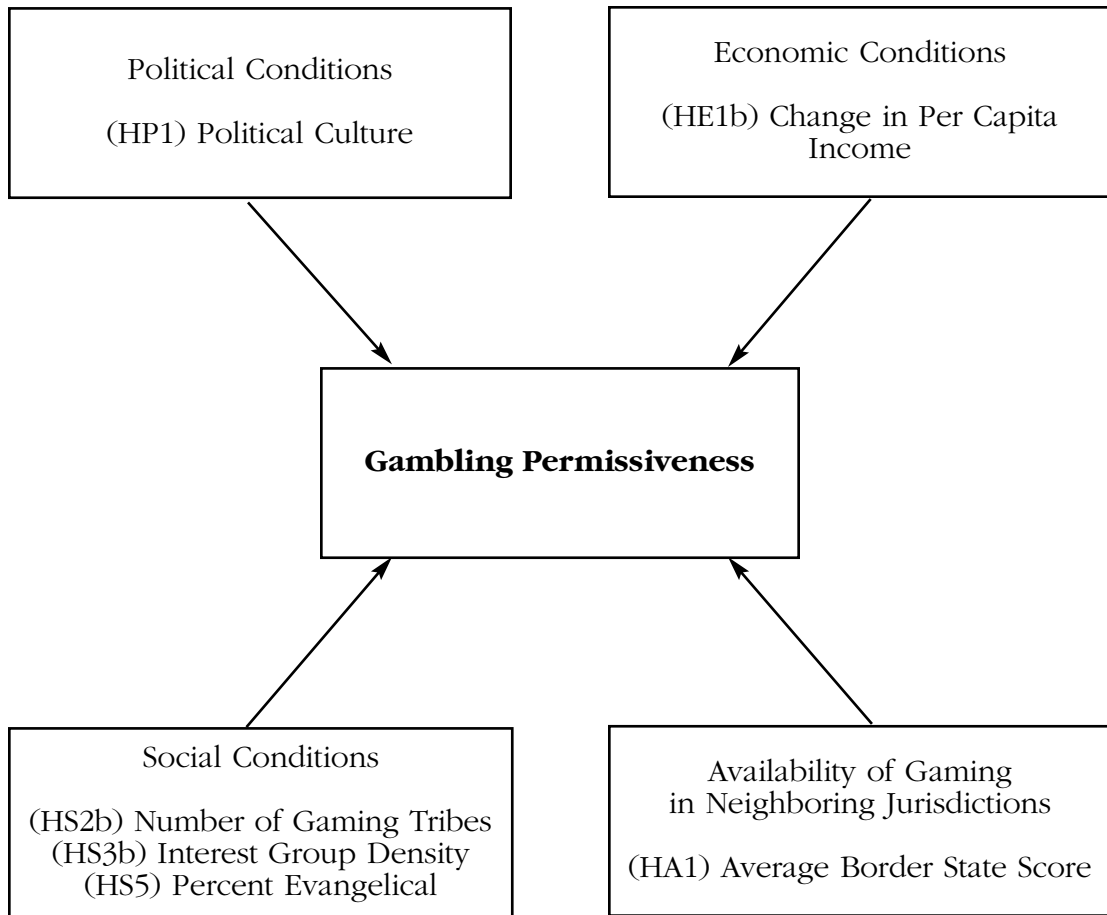 Political Conditions
(HP1) Political Culture
Economic Conditions
(HE1b) Change in Per Capita
Income
Gambling Permissiveness
Social Conditions
(HS2b) Number of Gaming Tribes
(HS3b) Interest Group Density
(HS5) Percent Evangelical
Availability of Gaming
in Neighboring Jurisdictions
(HA1) Average Border State Score